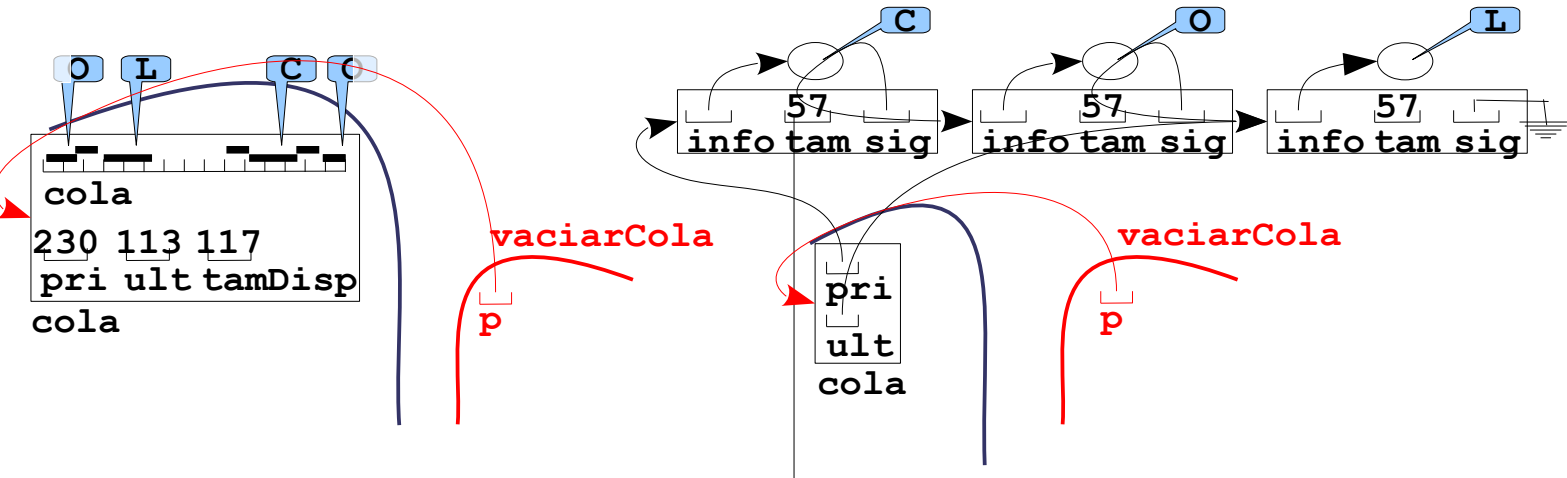 O L C O
cola
230 113 117
pri ult tamDisp
cola
vaciarCola
p
C O L
57 57 57
info tam sig info tam sig info tam sig
pri
ult
cola
vaciarCola
p